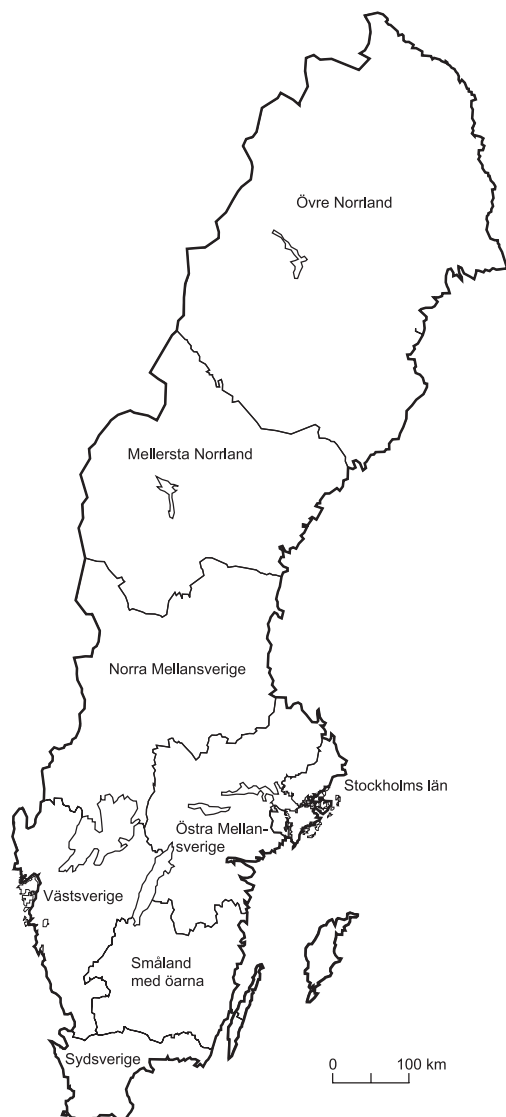 Övre Norrland
Mellersta Norrland
Norra Mellansverige
Stockholms län
Östra Mellan-
sverige
Västsverige
Småland
med öarna
Sydsverige
0 100 km